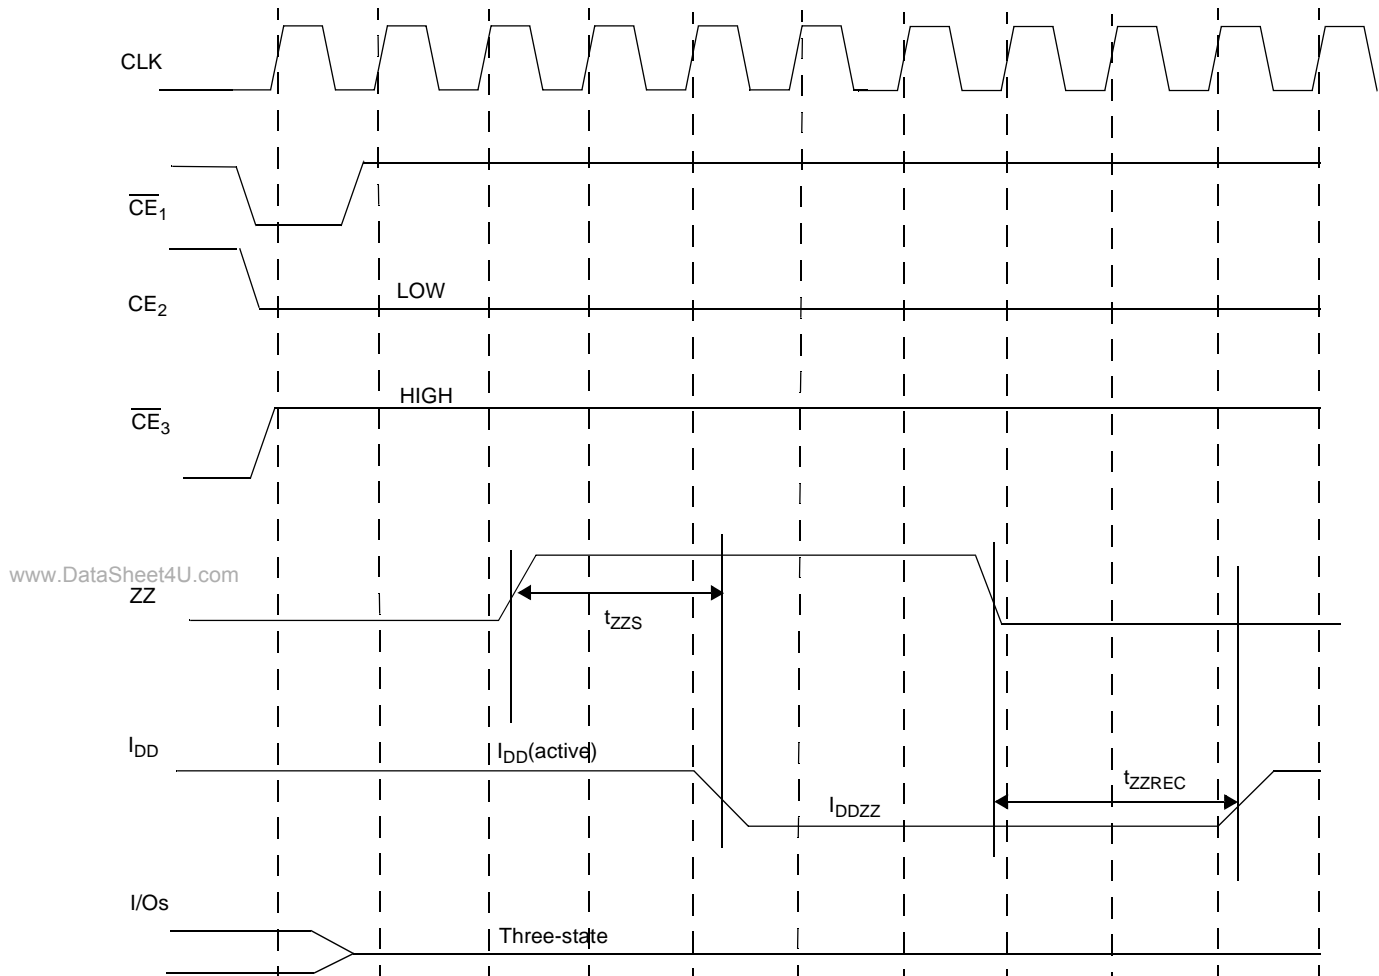 CLK
CE1
LOW
CE2
HIGH
CE3
www.DataSheet4U.com
ZZ
tZZS
IDD
IDD(active)
tZZREC
IDDZZ
I/Os
Three-state